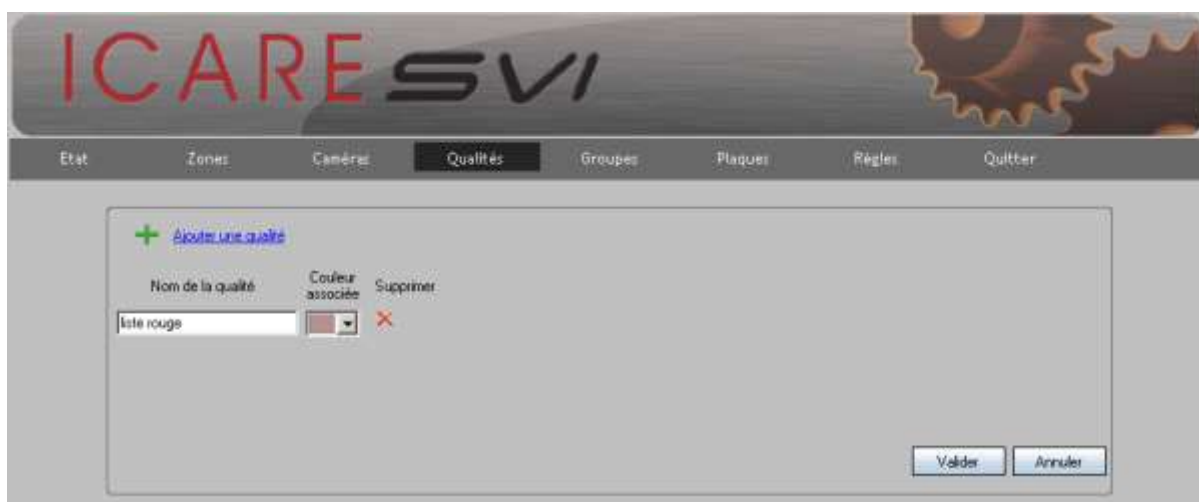 ICARE SVI
Etat Zones Caméras Qualités Groupes Plaques Règles Quitter
Ajouter une qualité
Nom de la qualité Couleur associée Supprimer
liste rouge
Valider Annuler